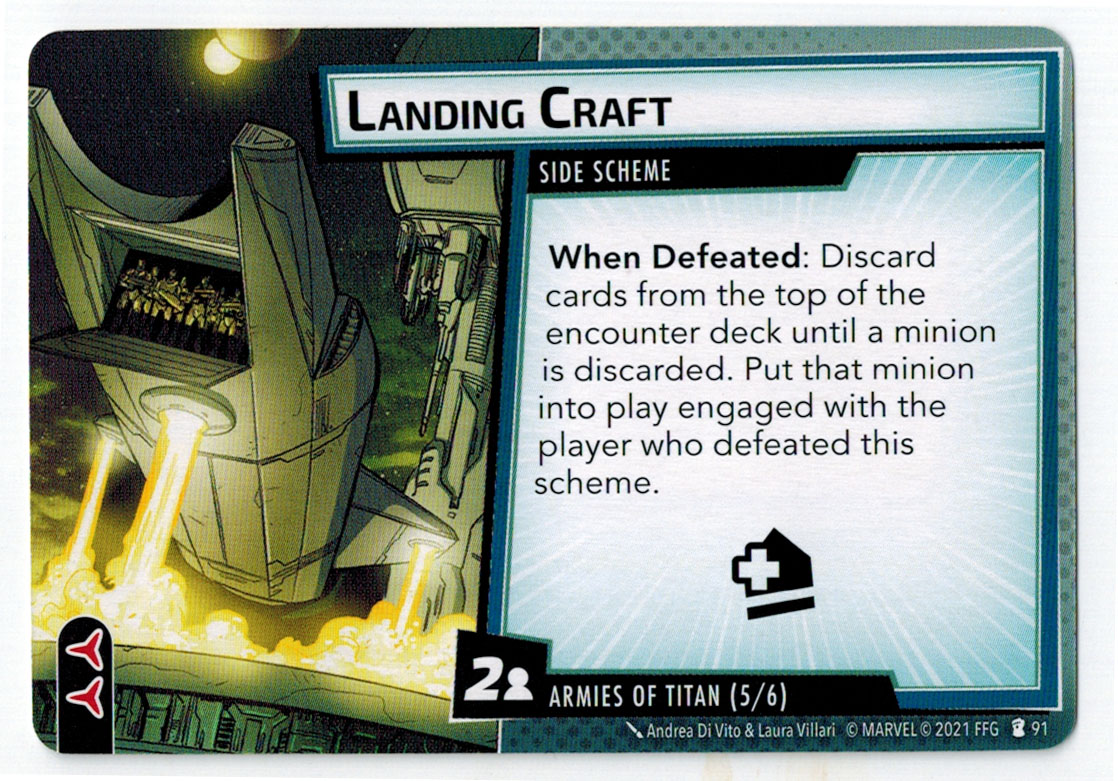 LANDING CRAFT
SIDE SCHEME
When Defeated: Discard
cards from the top of the
encounter deck until a minion
is discarded. Put that minion
into play engaged with the
player who defeated this
scheme.
2
ARMIES OF TITAN (5/6)
Andrea Di Vito & Laura Villari © MARVEL © 2021 FFG 91